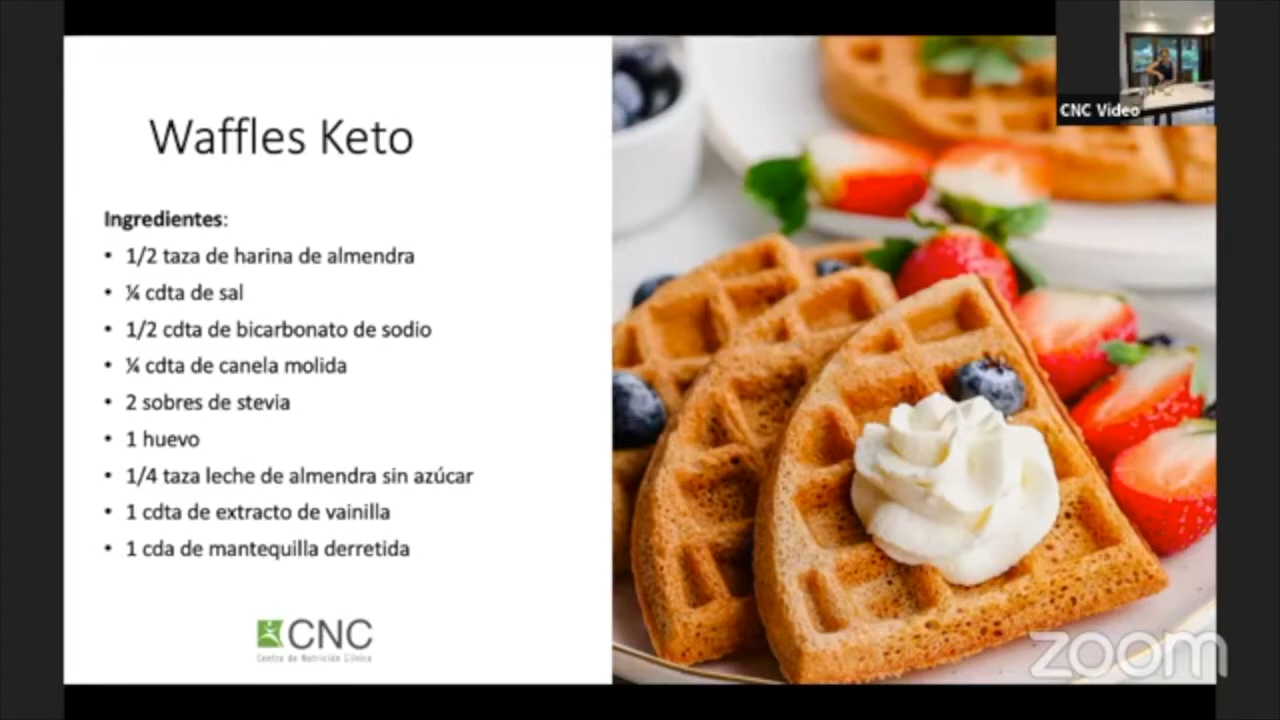 Waffles Keto
Ingredientes:
• 1/2 taza de harina de almendra
• ¼ cdta de sal
• 1/2 cdta de bicarbonato de sodio
• ¼ cdta de canela molida
• 2 sobres de stevia
• 1 huevo
• 1/4 taza leche de almendra sin azúcar
• 1 cdta de extracto de vainilla
• 1 cda de mantequilla derretida
CNC
Centro de Nutrición Clínica
CNC Video
zoom